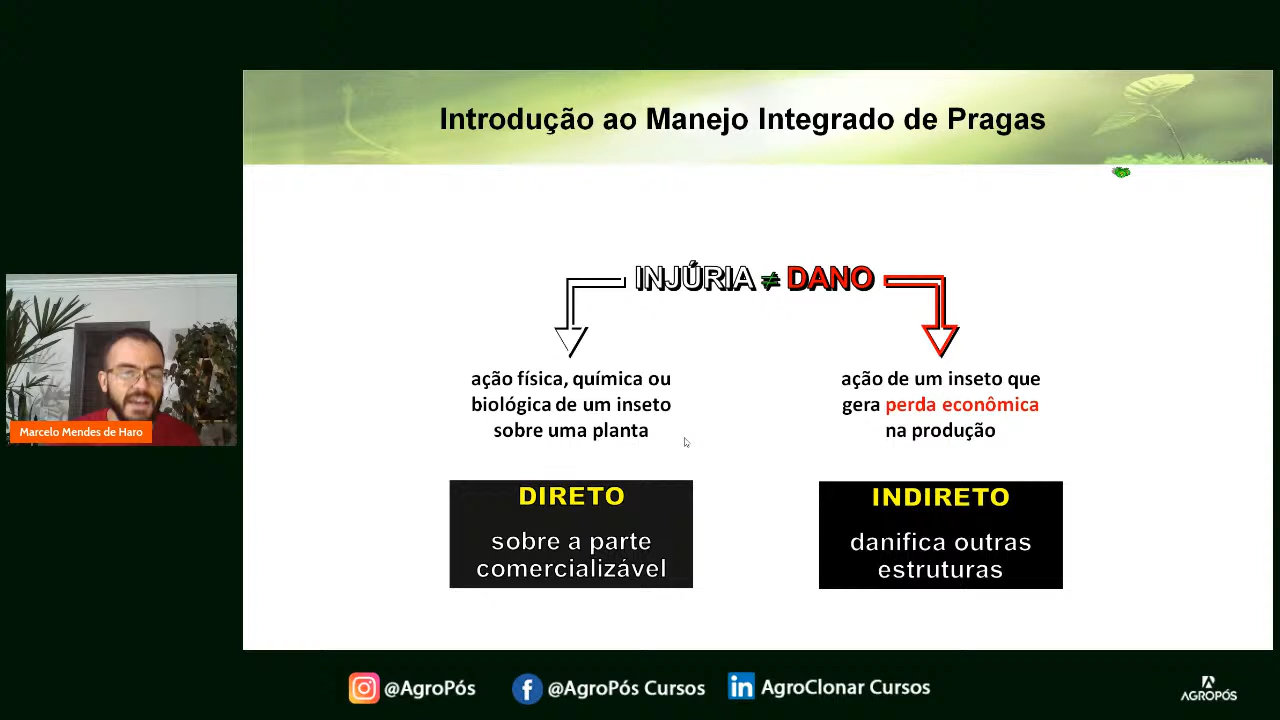 Introdução ao Manejo Integrado de Pragas
INJÚRIA ≠ DANO
ação física, química ou
biológica de um inseto
sobre uma planta
ação de um inseto que
gera perda econômica
na produção
DIRETO
sobre a parte
comercializável
INDIRETO
danifica outras
estruturas
Marcelo Mendes de Haro
@AgroPós
@AgroPós Cursos
AgroClonar Cursos
AGROPÓS